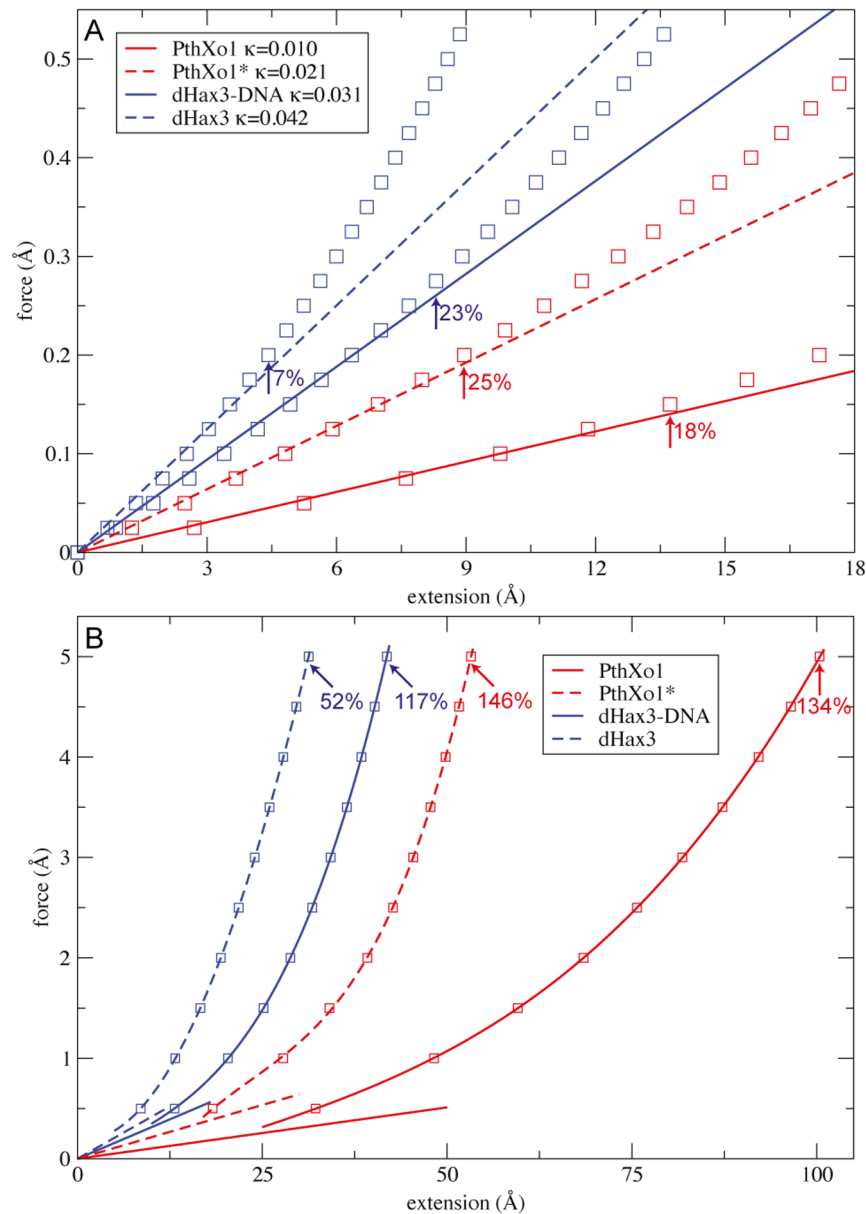 A
PthXo1 κ=0.010
PthXo1* κ=0.021
dHax3-DNA κ=0.031
dHax3 κ=0.042
0.5
0.4
0.3
0.2
0.1
0
force (Å)
7%
23%
25%
18%
0 3 6 9 12 15 18
extension (Å)
B
PthXo1
PthXo1*
dHax3-DNA
dHax3
52%
117%
146%
134%
5
4
3
2
1
0
force (Å)
0 25 50 75 100
extension (Å)